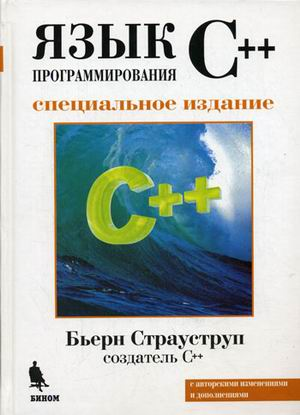 ЯЗЫК C++
ПРОГРАММИРОВАНИЯ
специальное издание
C++
Бьерн Страуструп
создатель C++
БИНОМ
с авторскими изменениями
и дополнениями